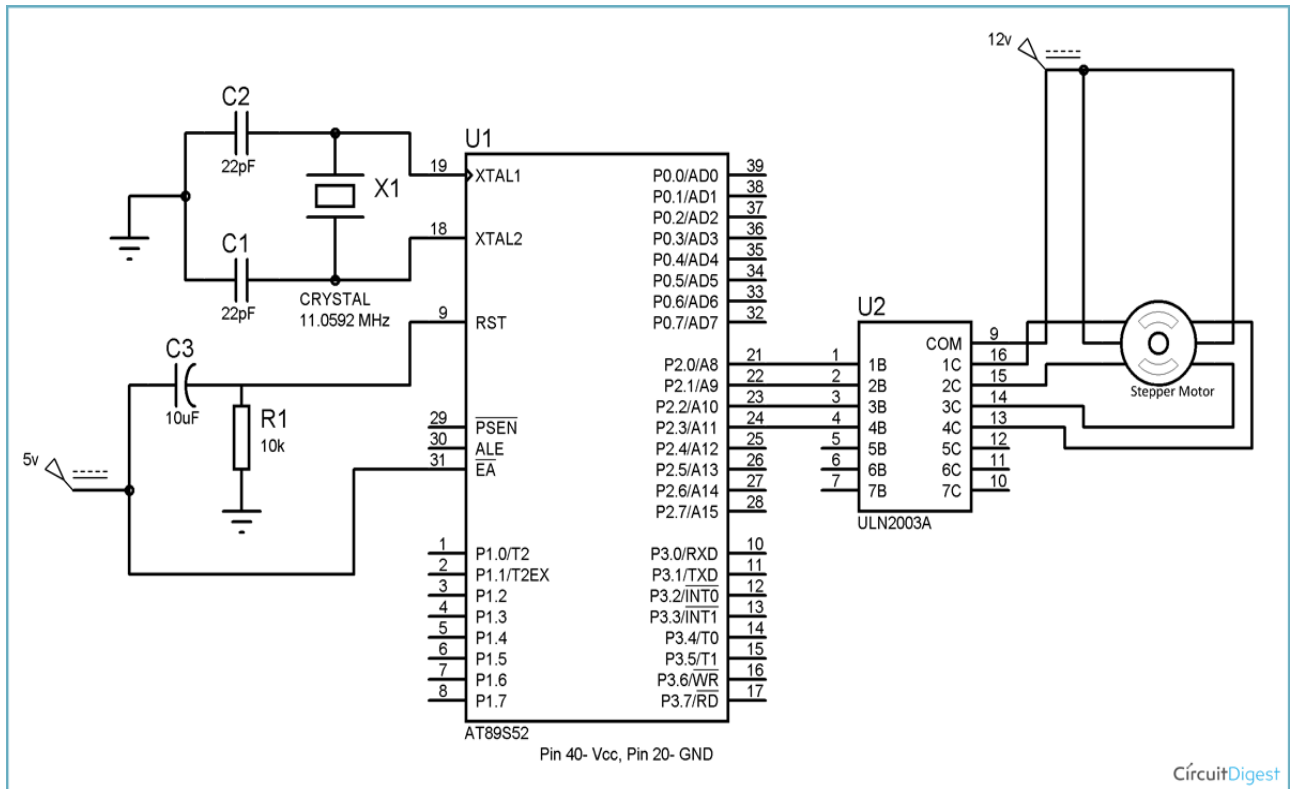 12v
C2
22pF
X1
C1
22pF
CRYSTAL
11.0592 MHz
C3
10uF
R1
10k
5v
U1
19 XTAL1
18 XTAL2
9 RST
29 PSEN
30 ALE
31 EA
1 P1.0/T2
2 P1.1/T2EX
3 P1.2
4 P1.3
5 P1.4
6 P1.5
7 P1.6
8 P1.7
P0.0/AD0 39
P0.1/AD1 38
P0.2/AD2 37
P0.3/AD3 36
P0.4/AD4 35
P0.5/AD5 34
P0.6/AD6 33
P0.7/AD7 32
P2.0/A8 21
P2.1/A9 22
P2.2/A10 23
P2.3/A11 24
P2.4/A12 25
P2.5/A13 26
P2.6/A14 27
P2.7/A15 28
P3.0/RXD 10
P3.1/TXD 11
P3.2/INT0 12
P3.3/INT1 13
P3.4/T0 14
P3.5/T1 15
P3.6/WR 16
P3.7/RD 17
AT89S52
Pin 40- Vcc, Pin 20- GND
U2
1 1B
2 2B
3 3B
4 4B
5 5B
6 6B
7 7B
COM 9
1C 16
2C 15
3C 14
4C 13
5C 12
6C 11
7C 10
ULN2003A
Stepper Motor
CírcuitDigest